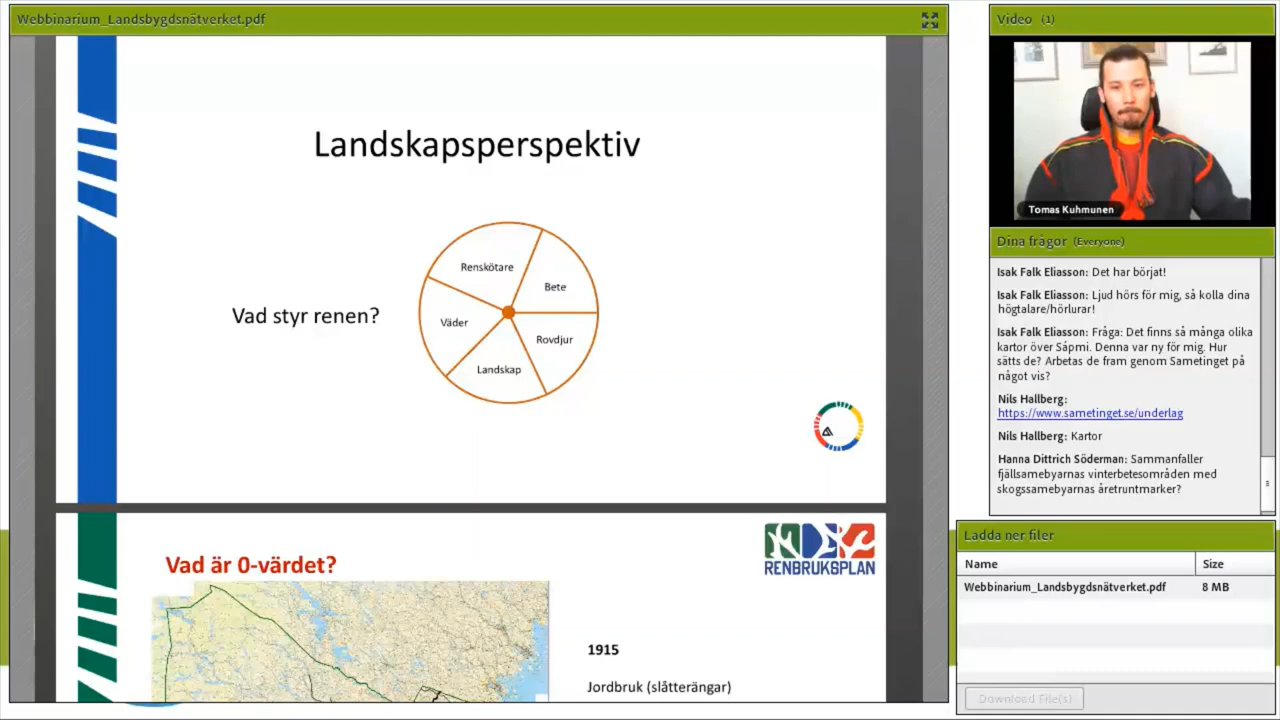 Webbinarium_Landsbygdsnätverket.pdf
Landskapsperspektiv
Vad styr renen?
Renskötare
Bete
Väder
Rovdjur
Landskap
Vad är 0-värdet?
RENBRUKSPLAN
1915
Jordbruk (slåtterängar)
Video (1)
Tomas Kuhmunen
Dina frågor (Everyone)
Isak Falk Eliasson: Det har börjat!
Isak Falk Eliasson: Ljud hörs för mig, så kolla dina
högtalare/hörlurar!
Isak Falk Eliasson: Fråga: Det finns så många olika
kartor över Sápmi. Denna var ny för mig. Hur
sätts de? Arbetas de fram genom Sametinget på
något vis?
Nils Hallberg:
https://www.sametinget.se/underlag
Nils Hallberg: Kartor
Hanna Dittrich Söderman: Sammanfaller
fjällsamebyarnas vinterbetesområden med
skogssamebyarnas åretruntmarker?
Ladda ner filer
Name Size
Webbinarium_Landsbygdsnätverket.pdf 8 MB
Download File(s)